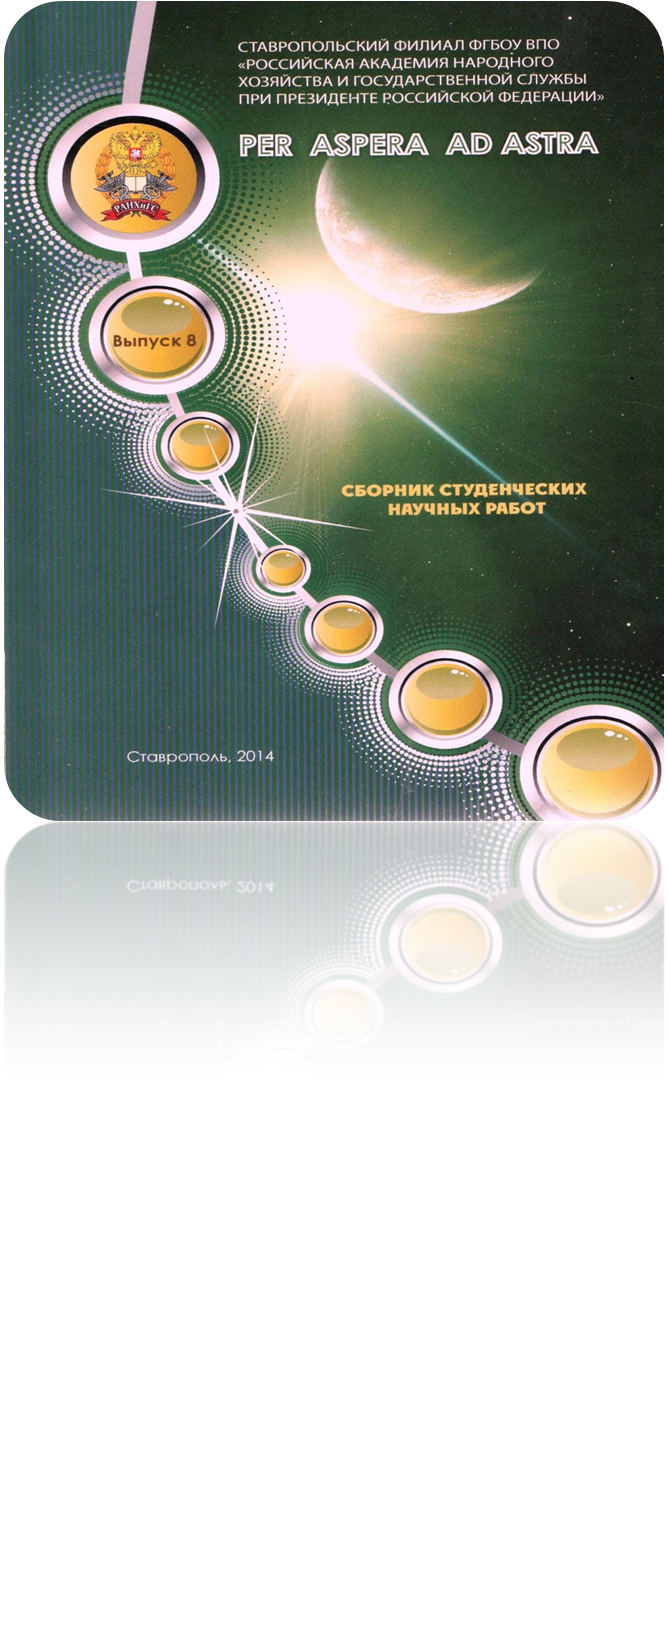 СТАВРОПОЛЬСКИЙ ФИЛИАЛ ФГБОУ ВПО
«РОССИЙСКАЯ АКАДЕМИЯ НАРОДНОГО
ХОЗЯЙСТВА И ГОСУДАРСТВЕННОЙ СЛУЖБЫ
ПРИ ПРЕЗИДЕНТЕ РОССИЙСКОЙ ФЕДЕРАЦИИ»
PER ASPERA AD ASTRA
РАНХиГС
Выпуск 8
СБОРНИК СТУДЕНЧЕСКИХ
НАУЧНЫХ РАБОТ
Ставрополь, 2014